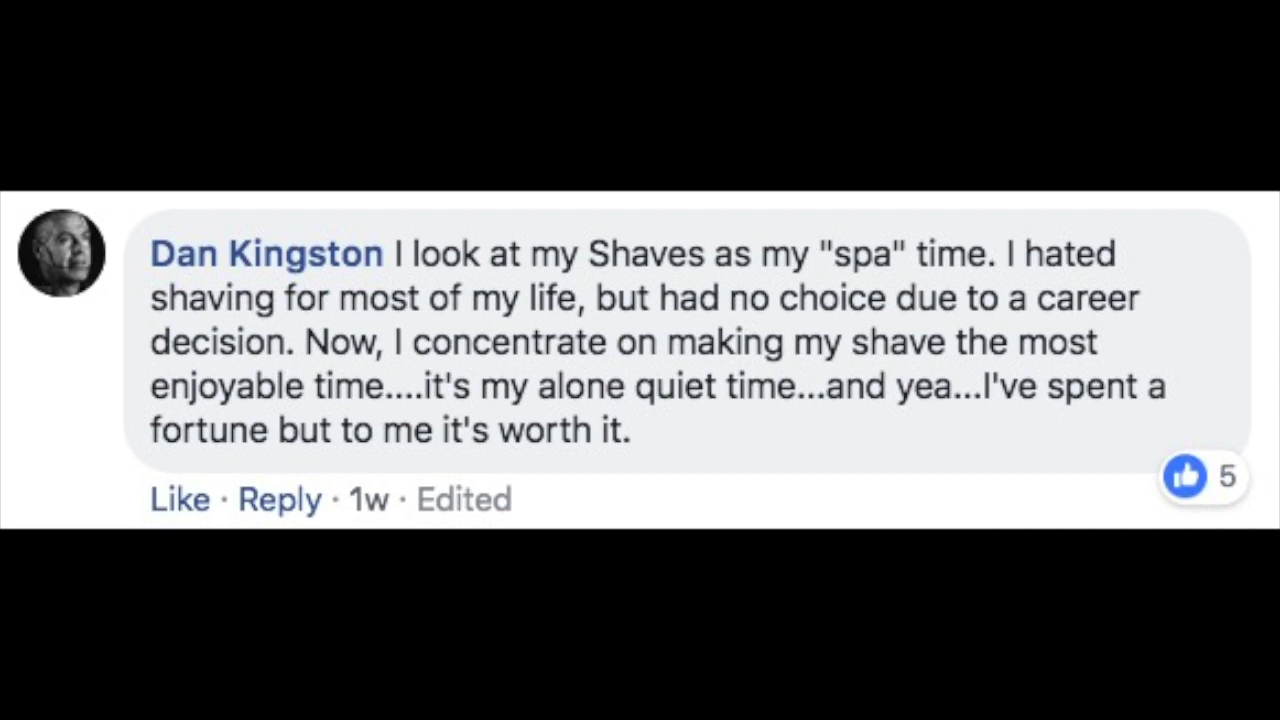 Dan Kingston I look at my Shaves as my "spa" time. I hated
shaving for most of my life, but had no choice due to a career
decision. Now, I concentrate on making my shave the most
enjoyable time....it's my alone quiet time...and yea...I've spent a
fortune but to me it's worth it.
5
Like · Reply · 1w · Edited